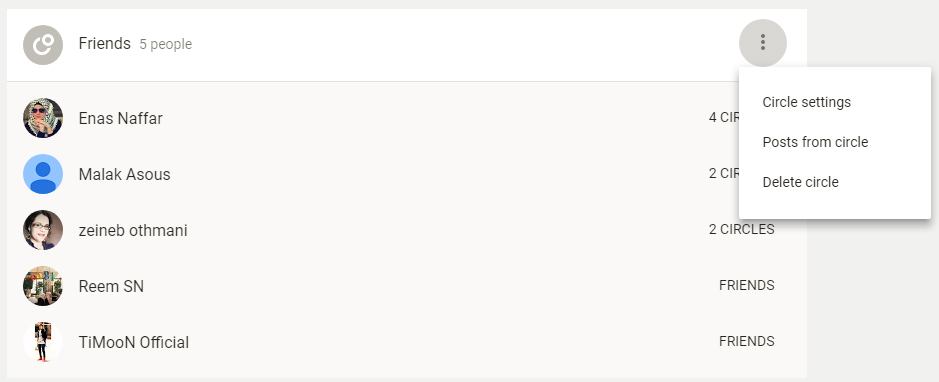 Friends 5 people
Circle settings
Enas Naffar 4 CIR
Posts from circle
Malak Asous 2 CIR
Delete circle
zeineb othmani 2 CIRCLES
Reem SN FRIENDS
TiMooN Official FRIENDS